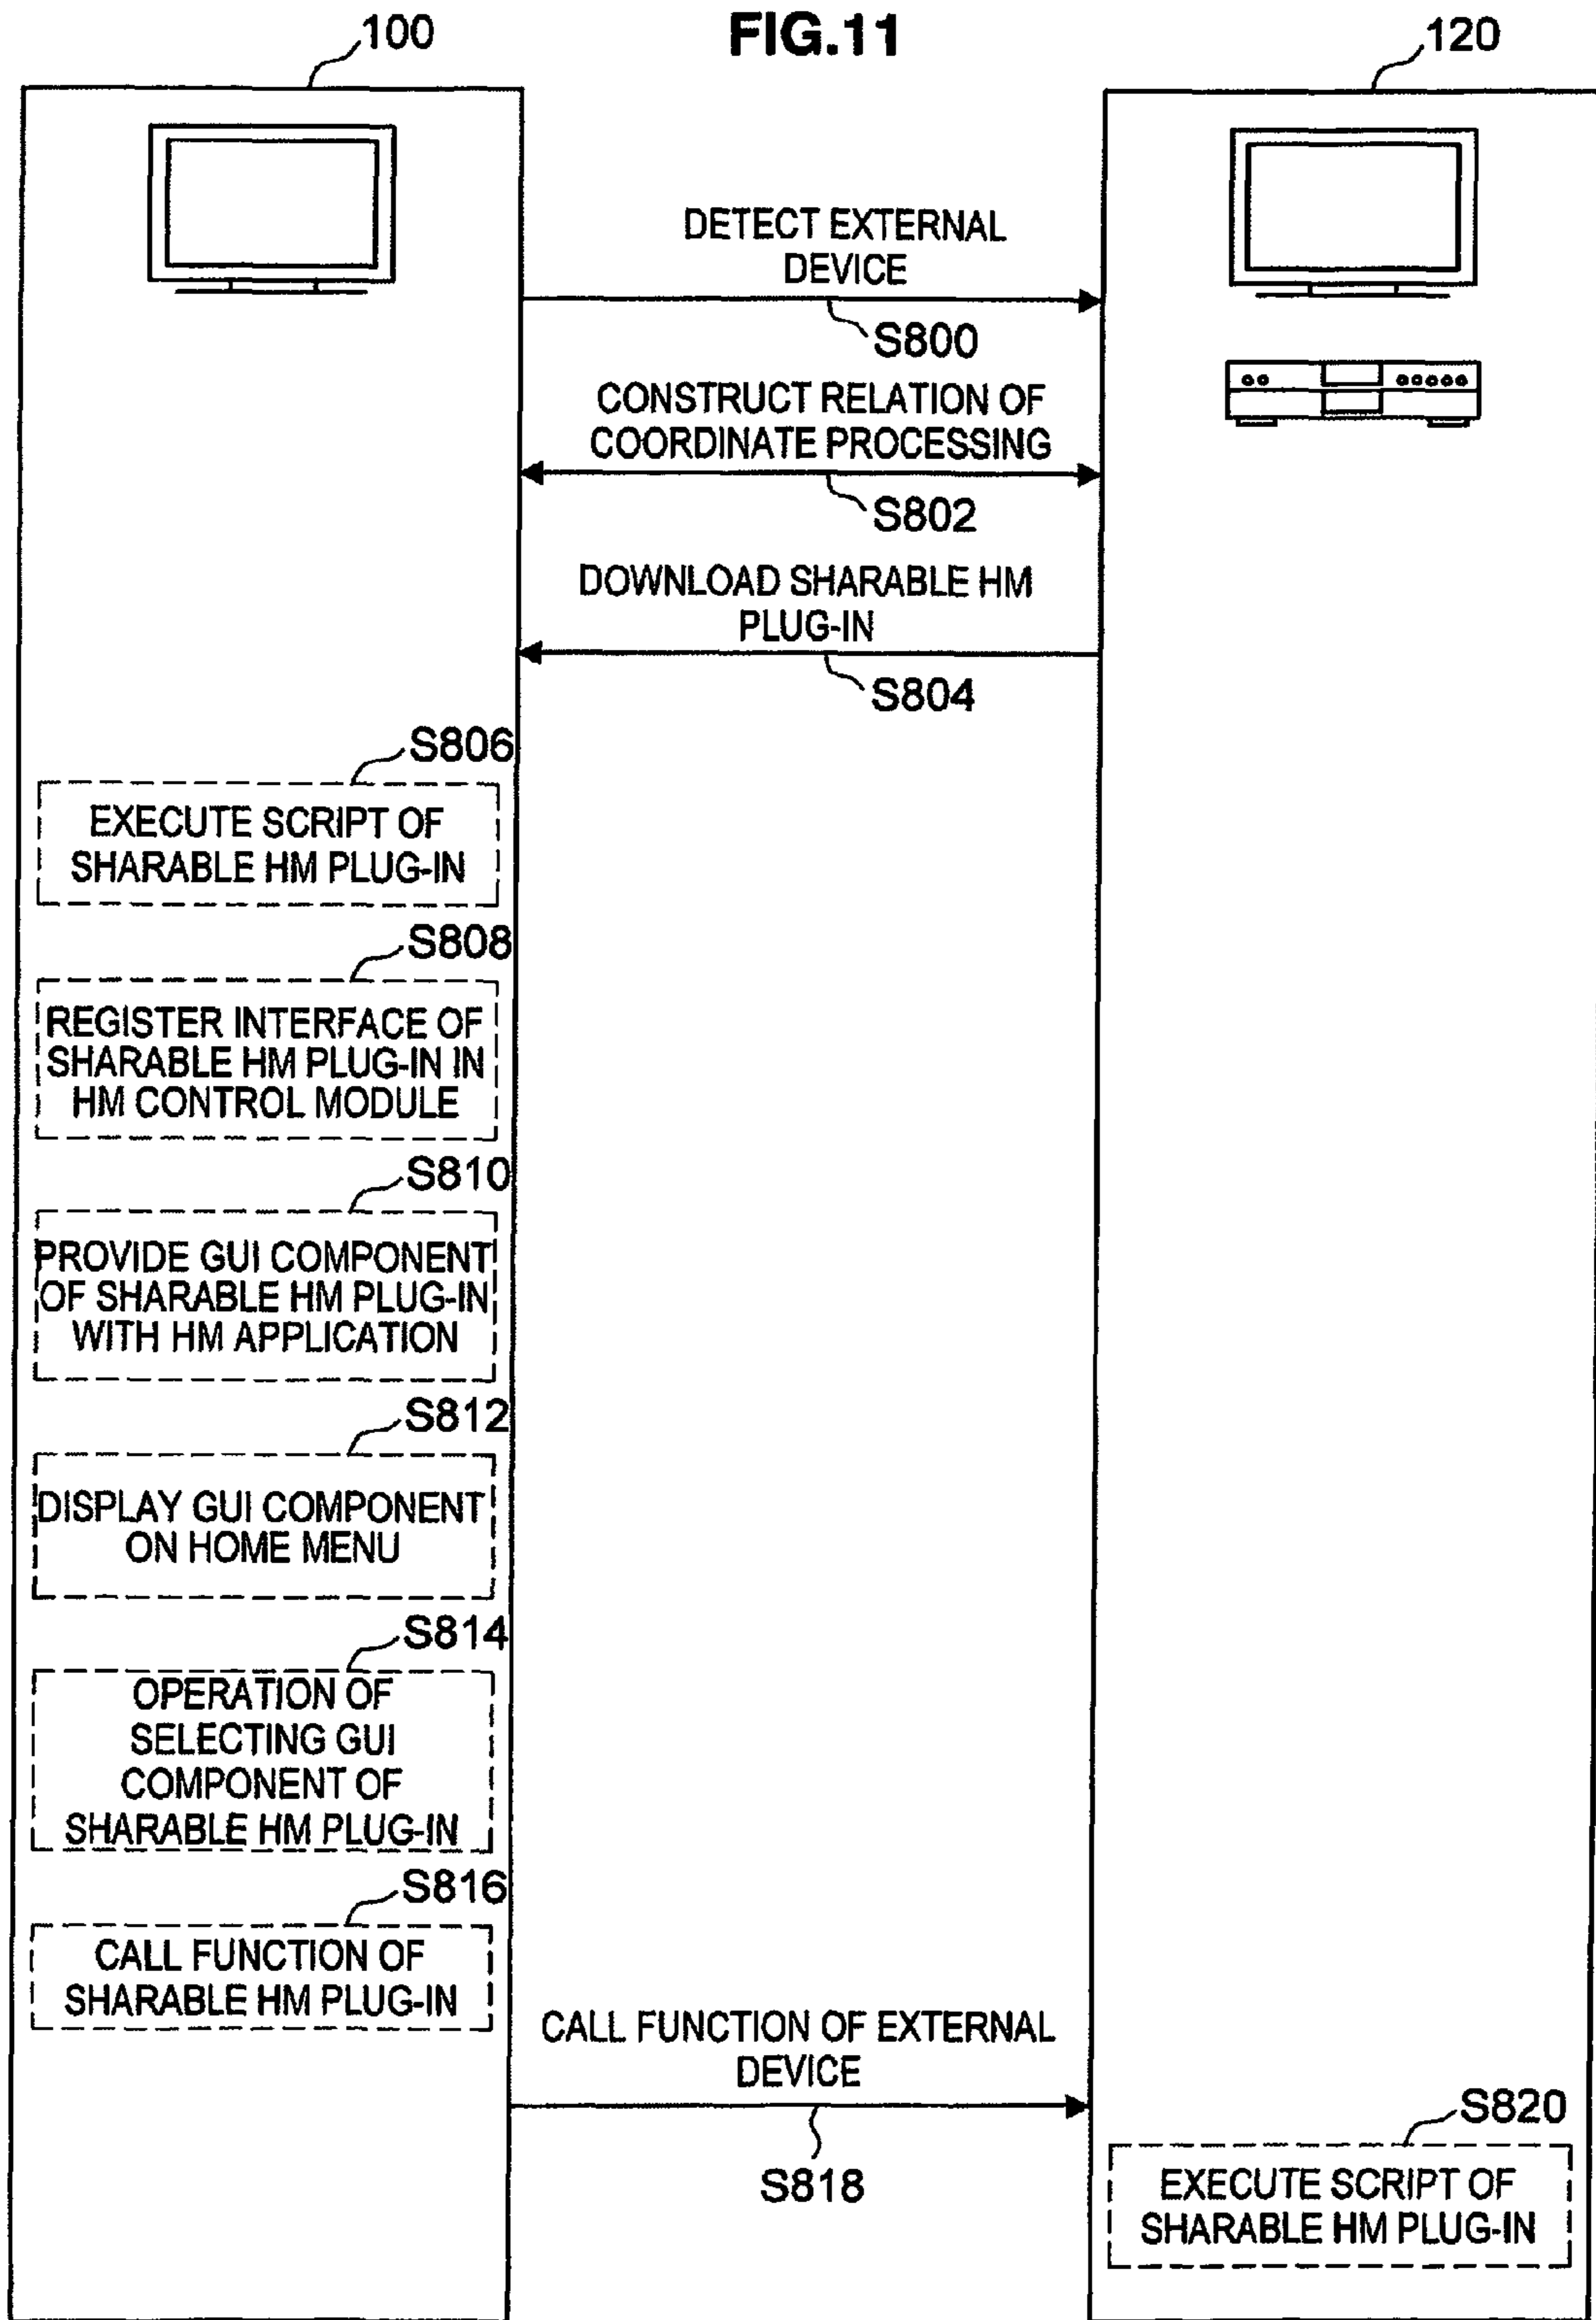 FIG.11
100
120
DETECT EXTERNAL
DEVICE
S800
CONSTRUCT RELATION OF
COORDINATE PROCESSING
S802
DOWNLOAD SHARABLE HM
PLUG-IN
S804
S806
EXECUTE SCRIPT OF
SHARABLE HM PLUG-IN
S808
REGISTER INTERFACE OF
SHARABLE HM PLUG-IN IN
HM CONTROL MODULE
S810
PROVIDE GUI COMPONENT
OF SHARABLE HM PLUG-IN
WITH HM APPLICATION
S812
DISPLAY GUI COMPONENT
ON HOME MENU
S814
OPERATION OF
SELECTING GUI
COMPONENT OF
SHARABLE HM PLUG-IN
S816
CALL FUNCTION OF
SHARABLE HM PLUG-IN
CALL FUNCTION OF EXTERNAL
DEVICE
S818
S820
EXECUTE SCRIPT OF
SHARABLE HM PLUG-IN